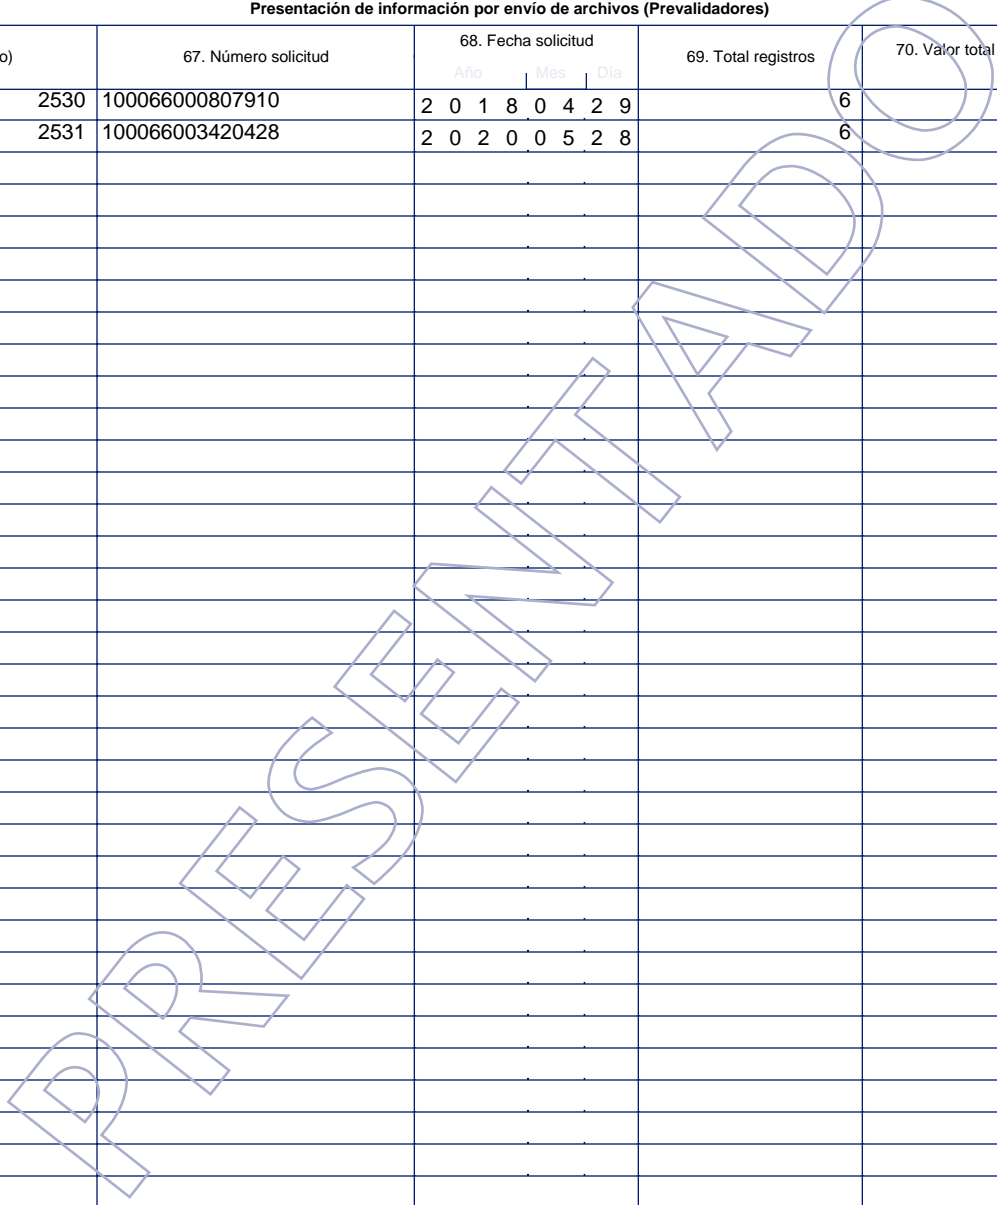 Presentación de información por envío de archivos (Prevalidadores)
o) 67. Número solicitud 68. Fecha solicitud 69. Total registros 70. Valor total
Año Mes Día
2530 100066000807910 2 0 1 8 0 4 2 9 6
2531 100066003420428 2 0 2 0 0 5 2 8 6
PRESENTADO